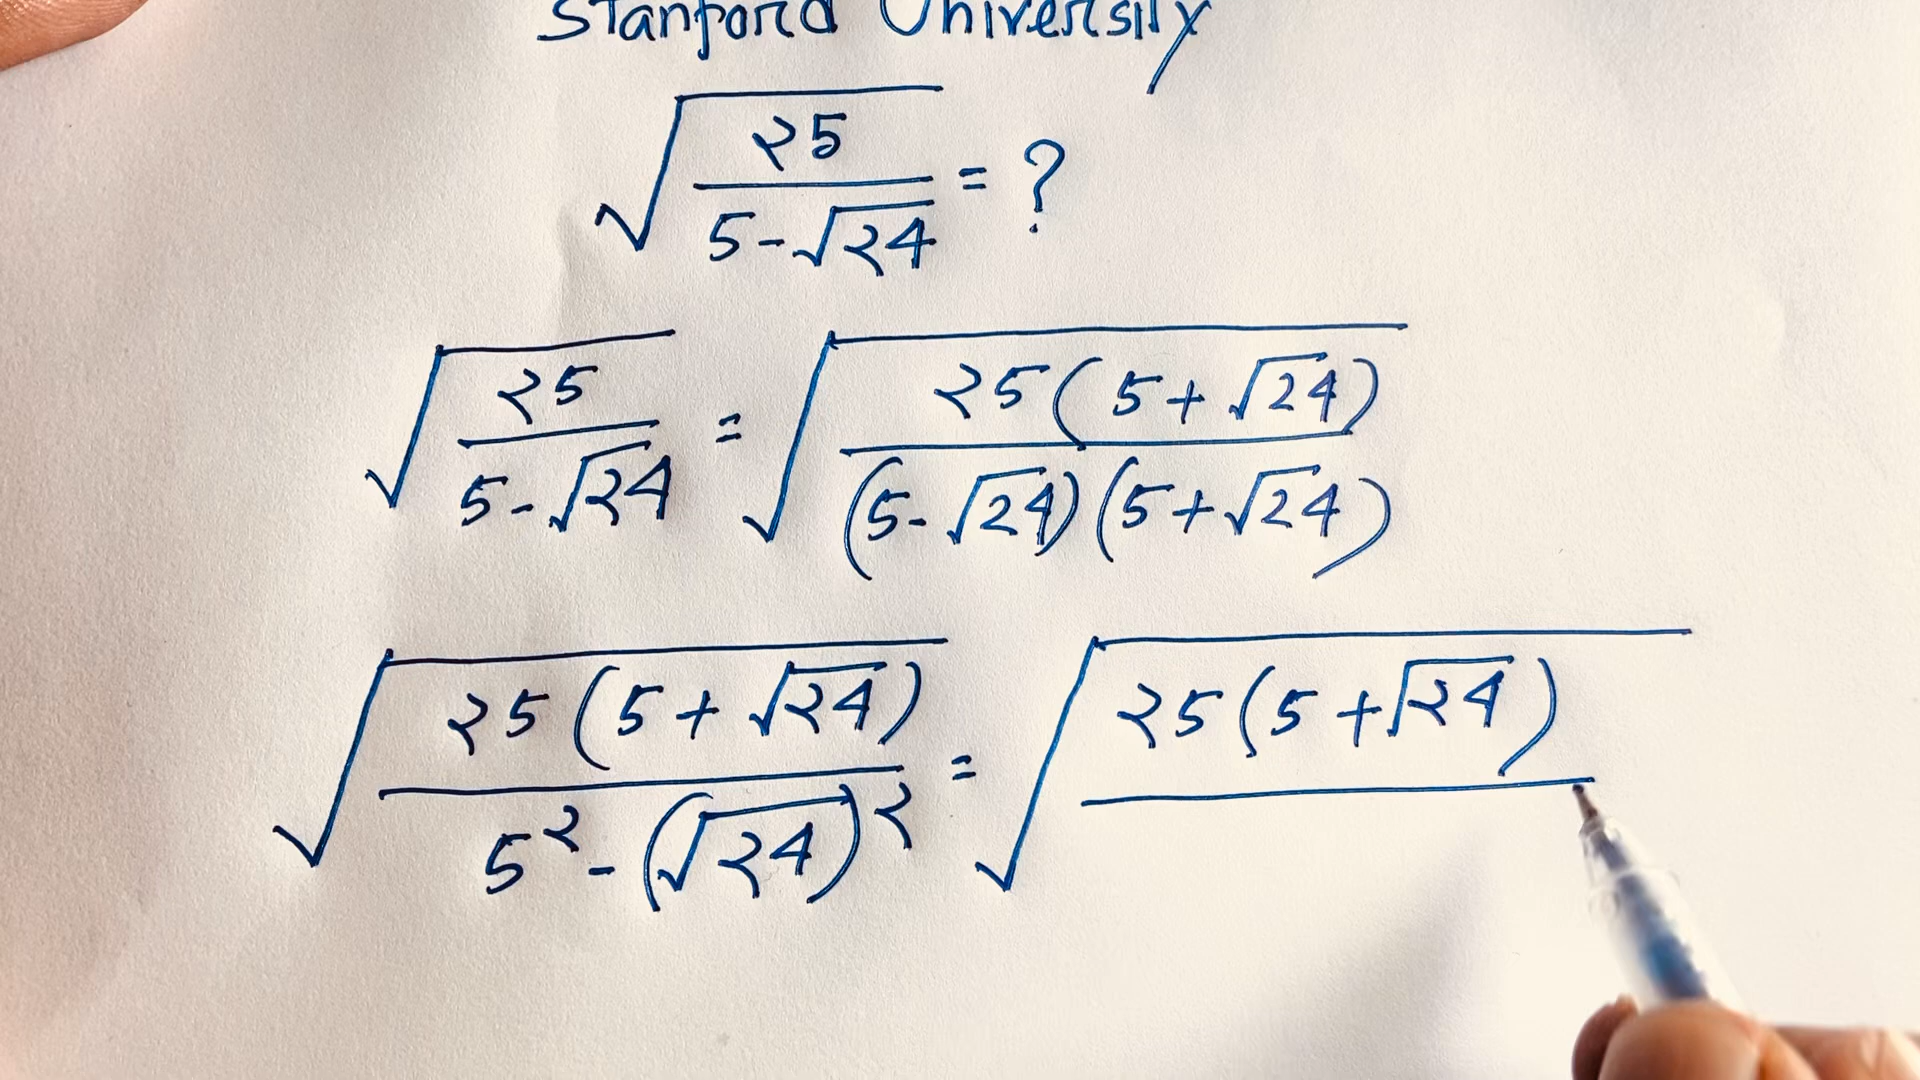 Stanford University
√(25/(5-√24)) = ?
√(25/(5-√24)) = √(25(5+√24)/((5-√24)(5+√24)))
√(25(5+√24)/(5²-(√24)²)) = √(25(5+√24)/